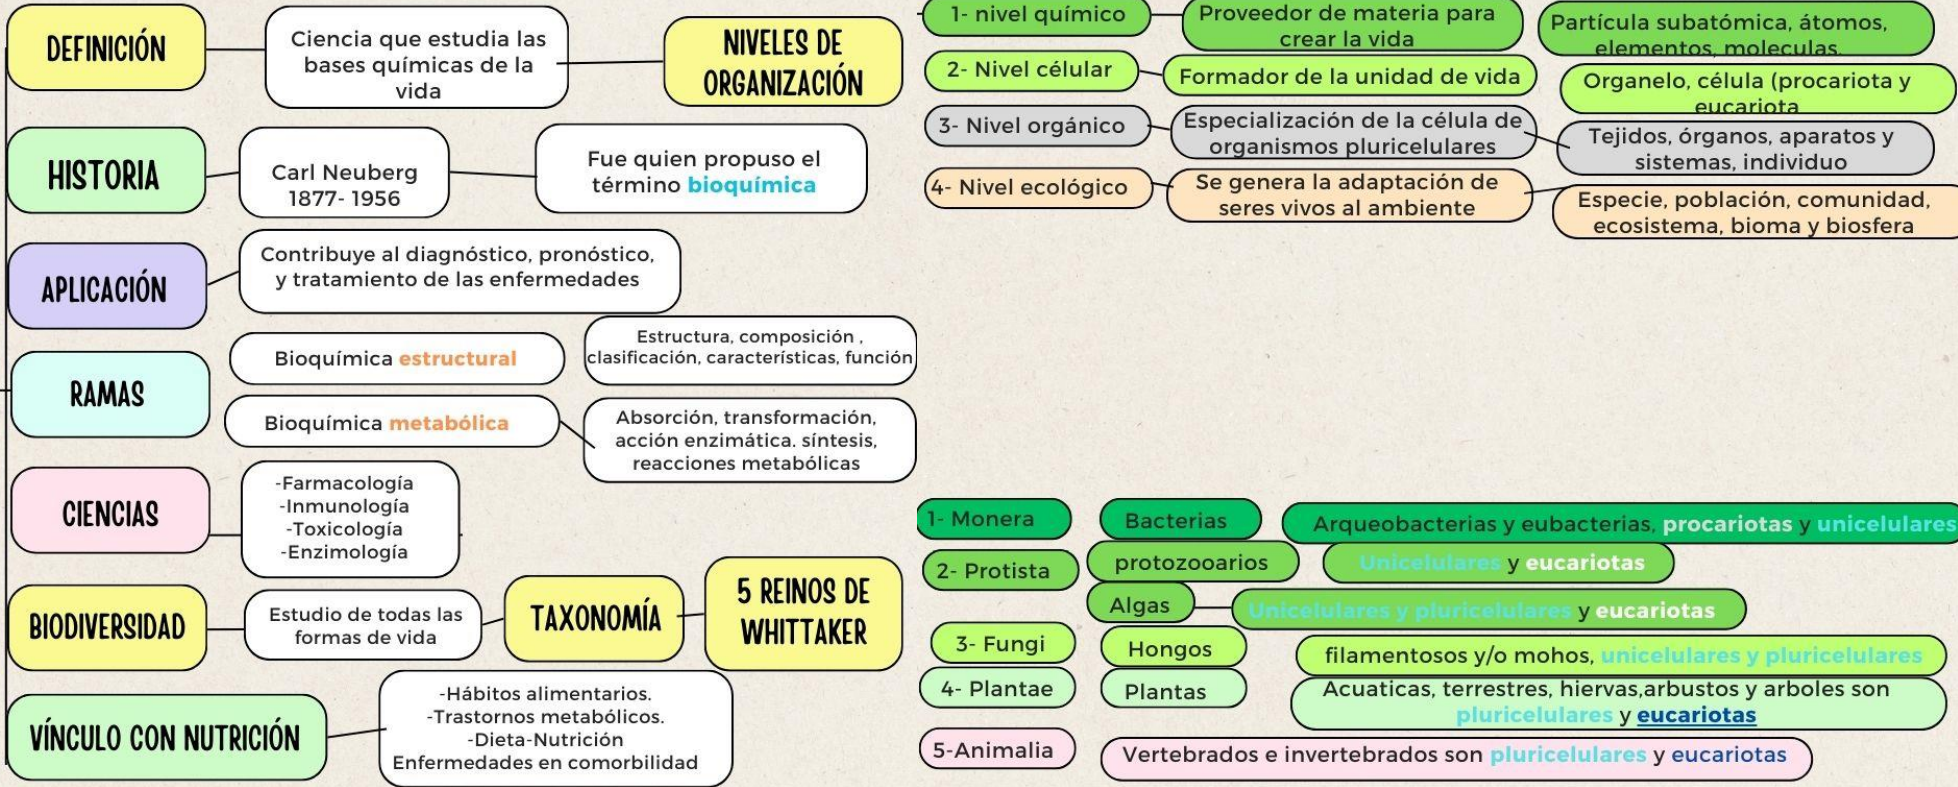 DEFINICIÓN
Ciencia que estudia las
bases químicas de la
vida
NIVELES DE
ORGANIZACIÓN
1- nivel químico
Proveedor de materia para
crear la vida
Partícula subatómica, átomos,
elementos, moleculas.
2- Nivel célular
Formador de la unidad de vida
Organelo, célula (procariota y
eucariota
3- Nivel orgánico
Especialización de la célula de
organismos pluricelulares
Tejidos, órganos, aparatos y
sistemas, individuo
4- Nivel ecológico
Se genera la adaptación de
seres vivos al ambiente
Especie, población, comunidad,
ecosistema, bioma y biosfera
HISTORIA
Carl Neuberg
1877- 1956
Fue quien propuso el
término bioquímica
APLICACIÓN
Contribuye al diagnóstico, pronóstico,
y tratamiento de las enfermedades
RAMAS
Bioquímica estructural
Estructura, composición ,
clasificación, características, función
Bioquímica metabólica
Absorción, transformación,
acción enzimática. síntesis,
reacciones metabólicas
CIENCIAS
-Farmacología
-Inmunología
-Toxicología
-Enzimología
BIODIVERSIDAD
Estudio de todas las
formas de vida
TAXONOMÍA
5 REINOS DE
WHITTAKER
1- Monera
Bacterias
Arqueobacterias y eubacterias, procariotas y unicelulares
2- Protista
protozooarios
Unicelulares y eucariotas
Algas
Unicelulares y pluricelulares y eucariotas
3- Fungi
Hongos
filamentosos y/o mohos, unicelulares y pluricelulares
4- Plantae
Plantas
Acuaticas, terrestres, hiervas,arbustos y arboles son
pluricelulares y eucariotas
5-Animalia
Vertebrados e invertebrados son pluricelulares y eucariotas
VÍNCULO CON NUTRICIÓN
-Hábitos alimentarios.
-Trastornos metabólicos.
-Dieta-Nutrición
Enfermedades en comorbilidad